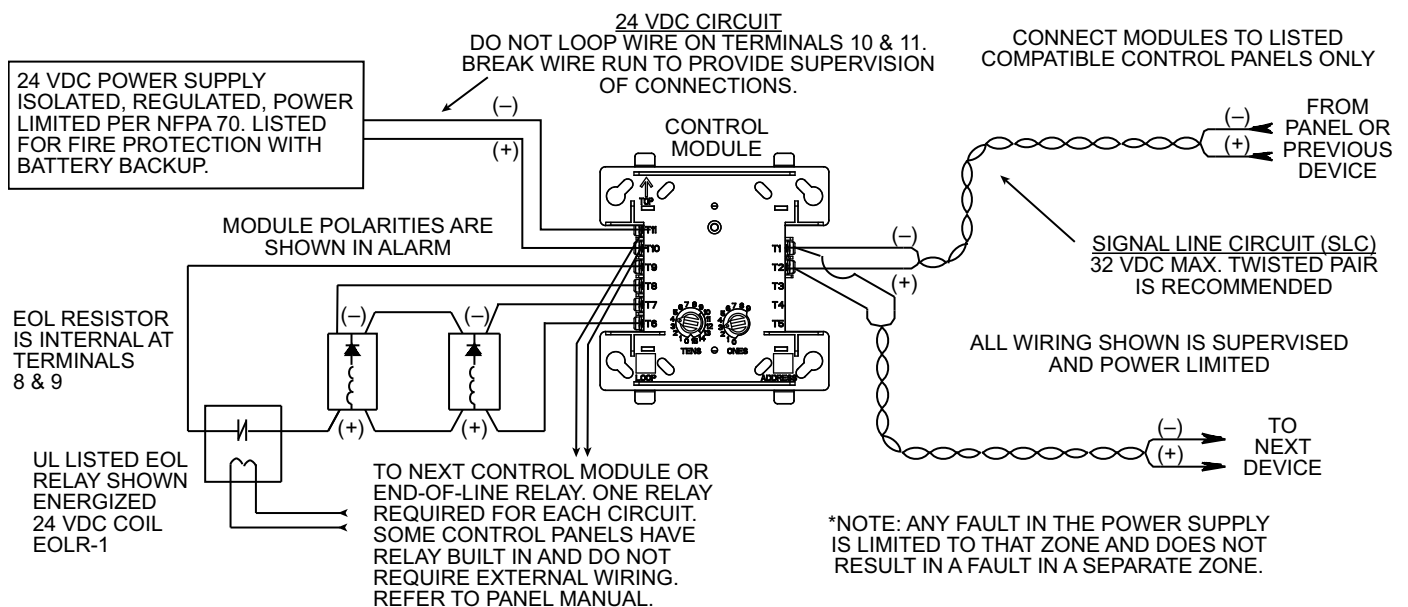 24 VDC CIRCUIT
DO NOT LOOP WIRE ON TERMINALS 10 & 11.
BREAK WIRE RUN TO PROVIDE SUPERVISION
OF CONNECTIONS.
CONNECT MODULES TO LISTED
COMPATIBLE CONTROL PANELS ONLY
24 VDC POWER SUPPLY
ISOLATED, REGULATED, POWER
LIMITED PER NFPA 70. LISTED
FOR FIRE PROTECTION WITH
BATTERY BACKUP.
(–)
(+)
CONTROL
MODULE
(–)
(+)
FROM
PANEL OR
PREVIOUS
DEVICE
MODULE POLARITIES ARE
SHOWN IN ALARM
TOP
T11
T10
T9
T8
T7
T6
T1
T2
T3
T4
T5
TENS
ONES
LOOP
ADDRESS
(–)
(+)
SIGNAL LINE CIRCUIT (SLC)
32 VDC MAX. TWISTED PAIR
IS RECOMMENDED
EOL RESISTOR
IS INTERNAL AT
TERMINALS
8 & 9
(–)
(–)
(+)
(+)
ALL WIRING SHOWN IS SUPERVISED
AND POWER LIMITED
UL LISTED EOL
RELAY SHOWN
ENERGIZED
24 VDC COIL
EOLR-1
TO NEXT CONTROL MODULE OR
END-OF-LINE RELAY. ONE RELAY
REQUIRED FOR EACH CIRCUIT.
SOME CONTROL PANELS HAVE
RELAY BUILT IN AND DO NOT
REQUIRE EXTERNAL WIRING.
REFER TO PANEL MANUAL.
(–)
(+)
TO
NEXT
DEVICE
*NOTE: ANY FAULT IN THE POWER SUPPLY
IS LIMITED TO THAT ZONE AND DOES NOT
RESULT IN A FAULT IN A SEPARATE ZONE.